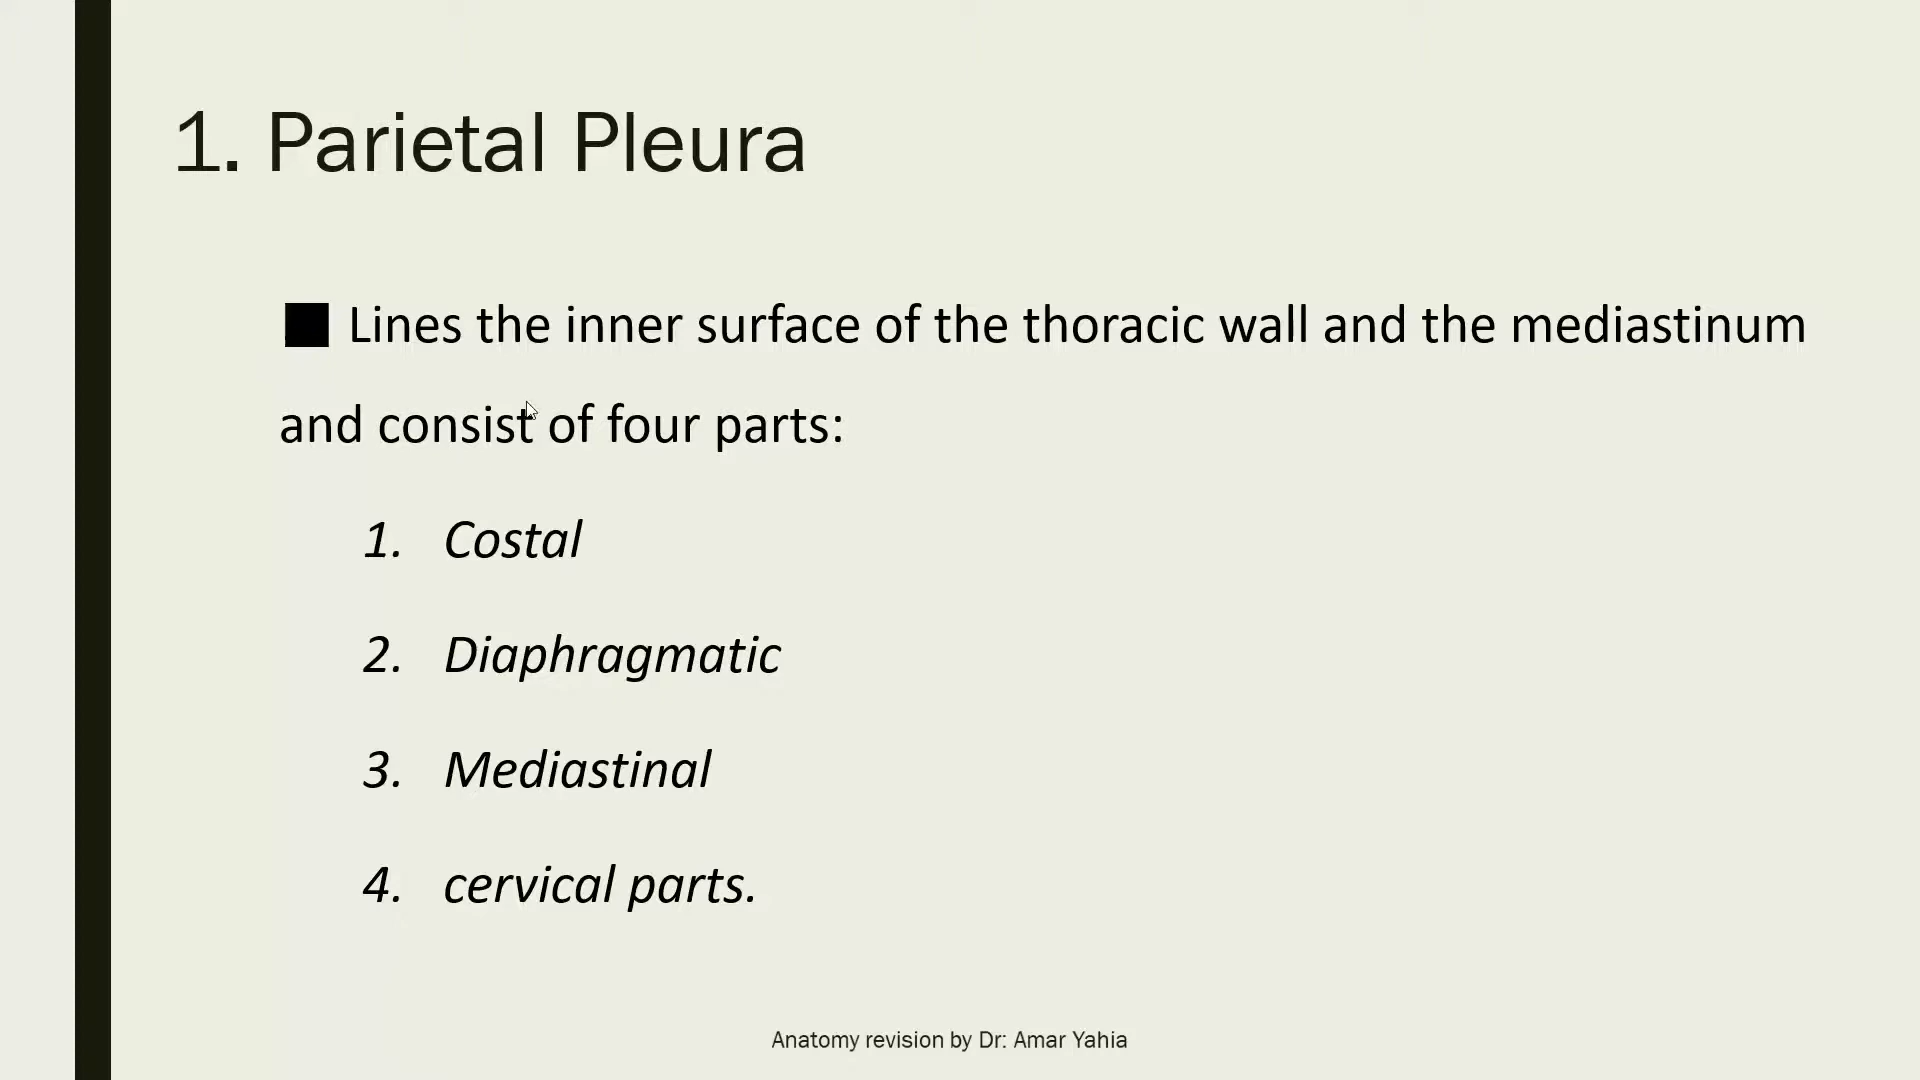 1. Parietal Pleura
■ Lines the inner surface of the thoracic wall and the mediastinum
and consist of four parts:
1. Costal
2. Diaphragmatic
3. Mediastinal
4. cervical parts.
Anatomy revision by Dr: Amar Yahia